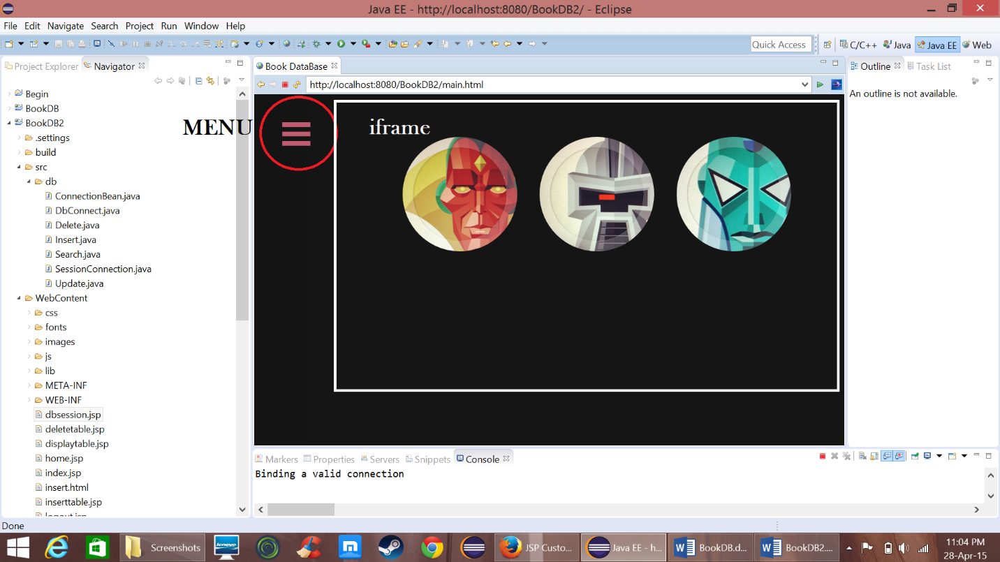 Java EE - http://localhost:8080/BookDB2/ - Eclipse
File Edit Navigate Search Project Run Window Help
Quick Access C/C++ Java Java EE Web
Project Explorer Navigator
Book DataBase
Outline Task List
http://localhost:8080/BookDB2/main.html
An outline is not available.
Begin
BookDB
BookDB2
.settings
build
src
db
ConnectionBean.java
DbConnect.java
Delete.java
Insert.java
Search.java
SessionConnection.java
Update.java
WebContent
css
fonts
images
js
lib
META-INF
WEB-INF
dbsession.jsp
deletetable.jsp
displaytable.jsp
home.jsp
index.jsp
insert.html
inserttable.jsp
logout.jsp
MENU
iframe
Markers Properties Servers Snippets Console
Binding a valid connection
Done
Screenshots
lenovo
JSP Custo...
Java EE - h...
BookDB.d...
BookDB2....
11:04 PM
28-Apr-15